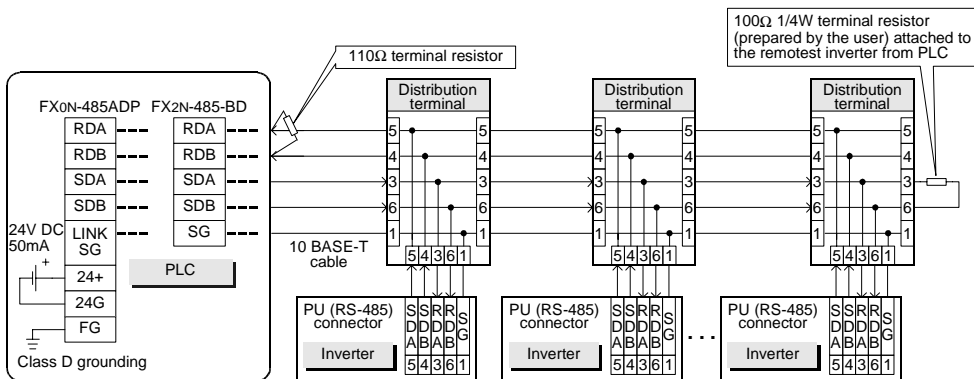 100Ω 1/4W terminal resistor
(prepared by the user) attached to
the remotest inverter from PLC
110Ω terminal resistor
Distribution
terminal
Distribution
terminal
Distribution
terminal
FX0N-485ADP
FX2N-485-BD
RDA
RDB
SDA
SDB
LINK
SG
24+
24G
FG
RDA
RDB
SDA
SDB
SG
24V DC
50mA
+
PLC
Class D grounding
10 BASE-T
cable
5 5
4 4
3 3
6 6
1 1
5 4 3 6 1
5 5
4 4
3 3
6 6
1 1
5 4 3 6 1
5 5
4 4
3 3
6 6
1 1
5 4 3 6 1
PU (RS-485)
connector
Inverter
SDA SDB RDA RDB SG
5 4 3 6 1
PU (RS-485)
connector
Inverter
SDA SDB RDA RDB SG
5 4 3 6 1
...
PU (RS-485)
connector
Inverter
SDA SDB RDA RDB SG
5 4 3 6 1